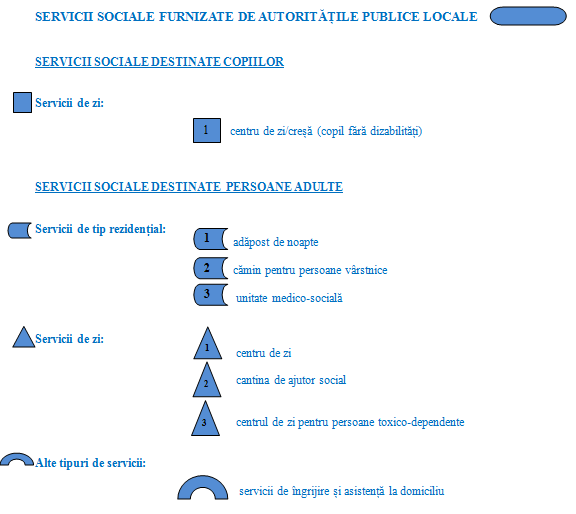 SERVICII SOCIALE FURNIZATE DE AUTORITĂȚILE PUBLICE LOCALE
SERVICII SOCIALE DESTINATE COPIILOR
Servicii de zi:
1 centru de zi/creșă (copil fără dizabilități)
SERVICII SOCIALE DESTINATE PERSOANE ADULTE
Servicii de tip rezidențial:
1 adăpost de noapte
2 cămin pentru persoane vârstnice
3 unitate medico-socială
Servicii de zi:
1 centru de zi
2 cantina de ajutor social
3 centrul de zi pentru persoane toxico-dependente
Alte tipuri de servicii:
servicii de îngrijire și asistență la domiciliu